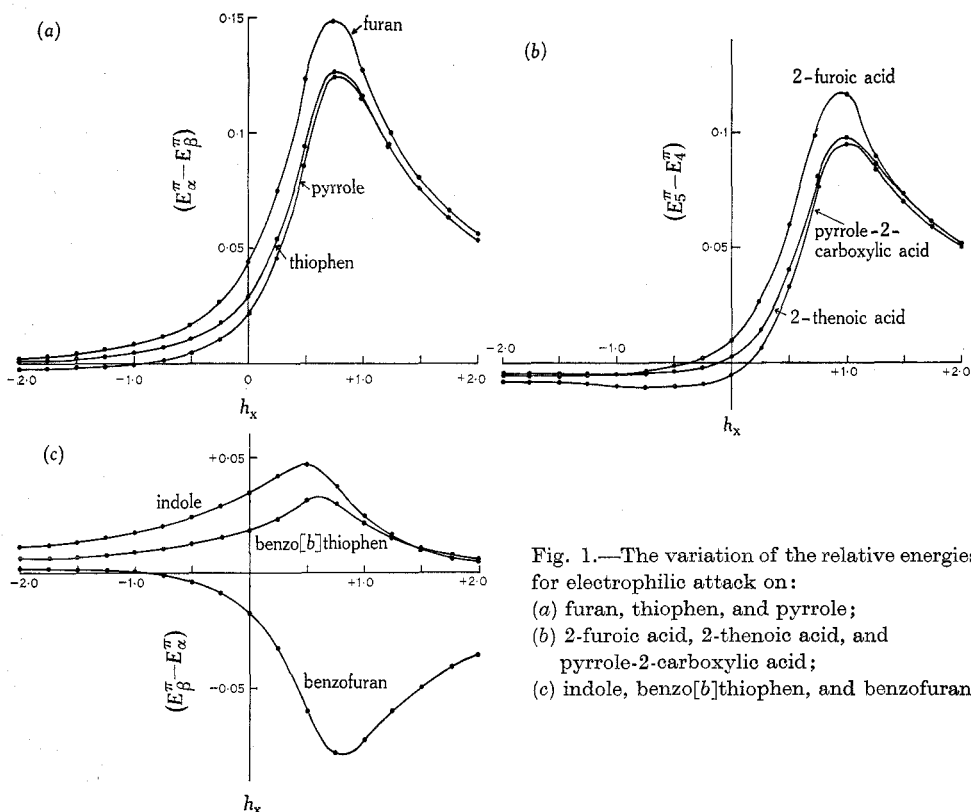 (a)
0·15
furan
0.1
(E^π_α − E^π_β)
pyrrole
0.05
thiophen
-2.0 -1.0 0 +1.0 +2.0
h_x
(b)
2-furoic acid
0.1
(E^π_5 − E^π_4)
0.05
pyrrole-2-
carboxylic acid
2-thenoic acid
-2.0 -1.0 0 +1.0 +2.0
h_x
(c)
+0·05
indole
benzo[b]thiophen
-2.0 -1.0 +1.0 +2.0
(E^π_β − E^π_α)
-0.05
benzofuran
h_x
Fig. 1.—The variation of the relative energies
for electrophilic attack on:
(a) furan, thiophen, and pyrrole;
(b) 2-furoic acid, 2-thenoic acid, and
pyrrole-2-carboxylic acid;
(c) indole, benzo[b]thiophen, and benzofuran